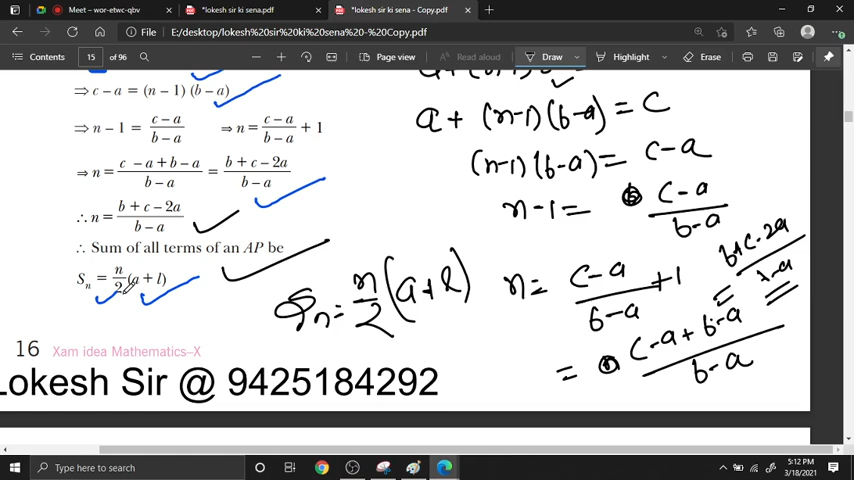 Meet – wor-etwc-qbv
*lokesh sir ki sena.pdf
*lokesh sir ki sena - Copy.pdf
File
E:/desktop/lokesh%20sir%20ki%20sena%20-%20Copy.pdf
Contents
15
of 96
Page view
Read aloud
Draw
Highlight
Erase
⇒ c – a = (n – 1) (b – a)
⇒ n – 1 = (c – a)/(b – a) ⇒ n = (c – a)/(b – a) + 1
⇒ n = (c – a + b – a)/(b – a) = (b + c – 2a)/(b – a)
∴ n = (b + c – 2a)/(b – a)
∴ Sum of all terms of an AP be
Sn = n/2 (a + l)
16 Xam idea Mathematics–X
Lokesh Sir @ 9425184292
a + (n-1)(b-a) = c
(n-1)(b-a) = c-a
n-1 = (c-a)/(b-a)
n = (c-a)/(b-a) + 1
= (c-a+b-a)/(b-a)
Sn = n/2 (a+l)
Type here to search
5:12 PM
3/18/2021